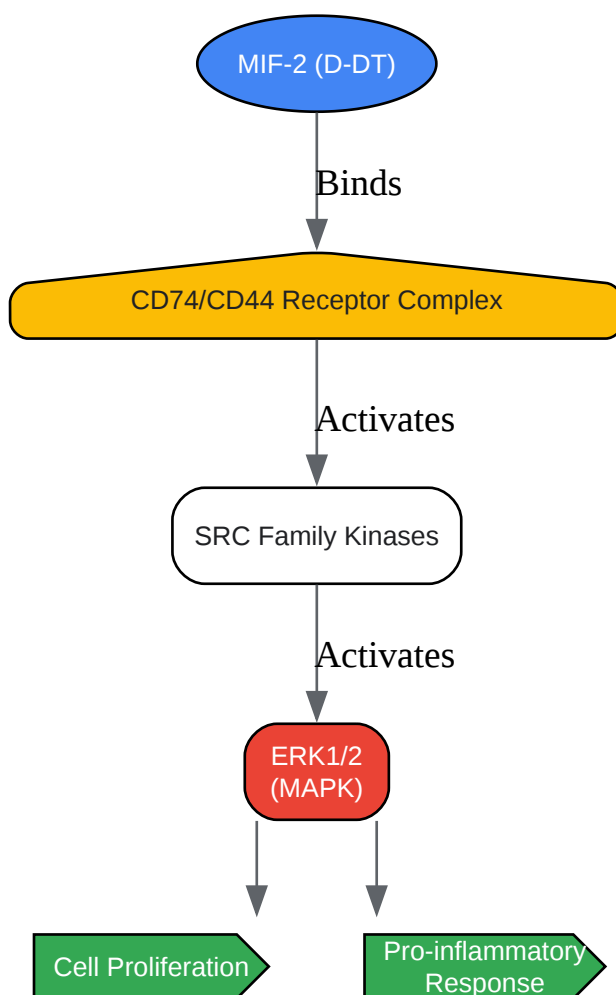 MIF-2 (D-DT)
Binds
CD74/CD44 Receptor Complex
Activates
SRC Family Kinases
Activates
ERK1/2
(MAPK)
Cell Proliferation
Pro-inflammatory
Response